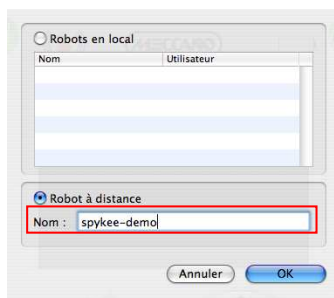 Robots en local
Nom Utilisateur
Robot à distance
Nom : spykee-demo
Annuler OK